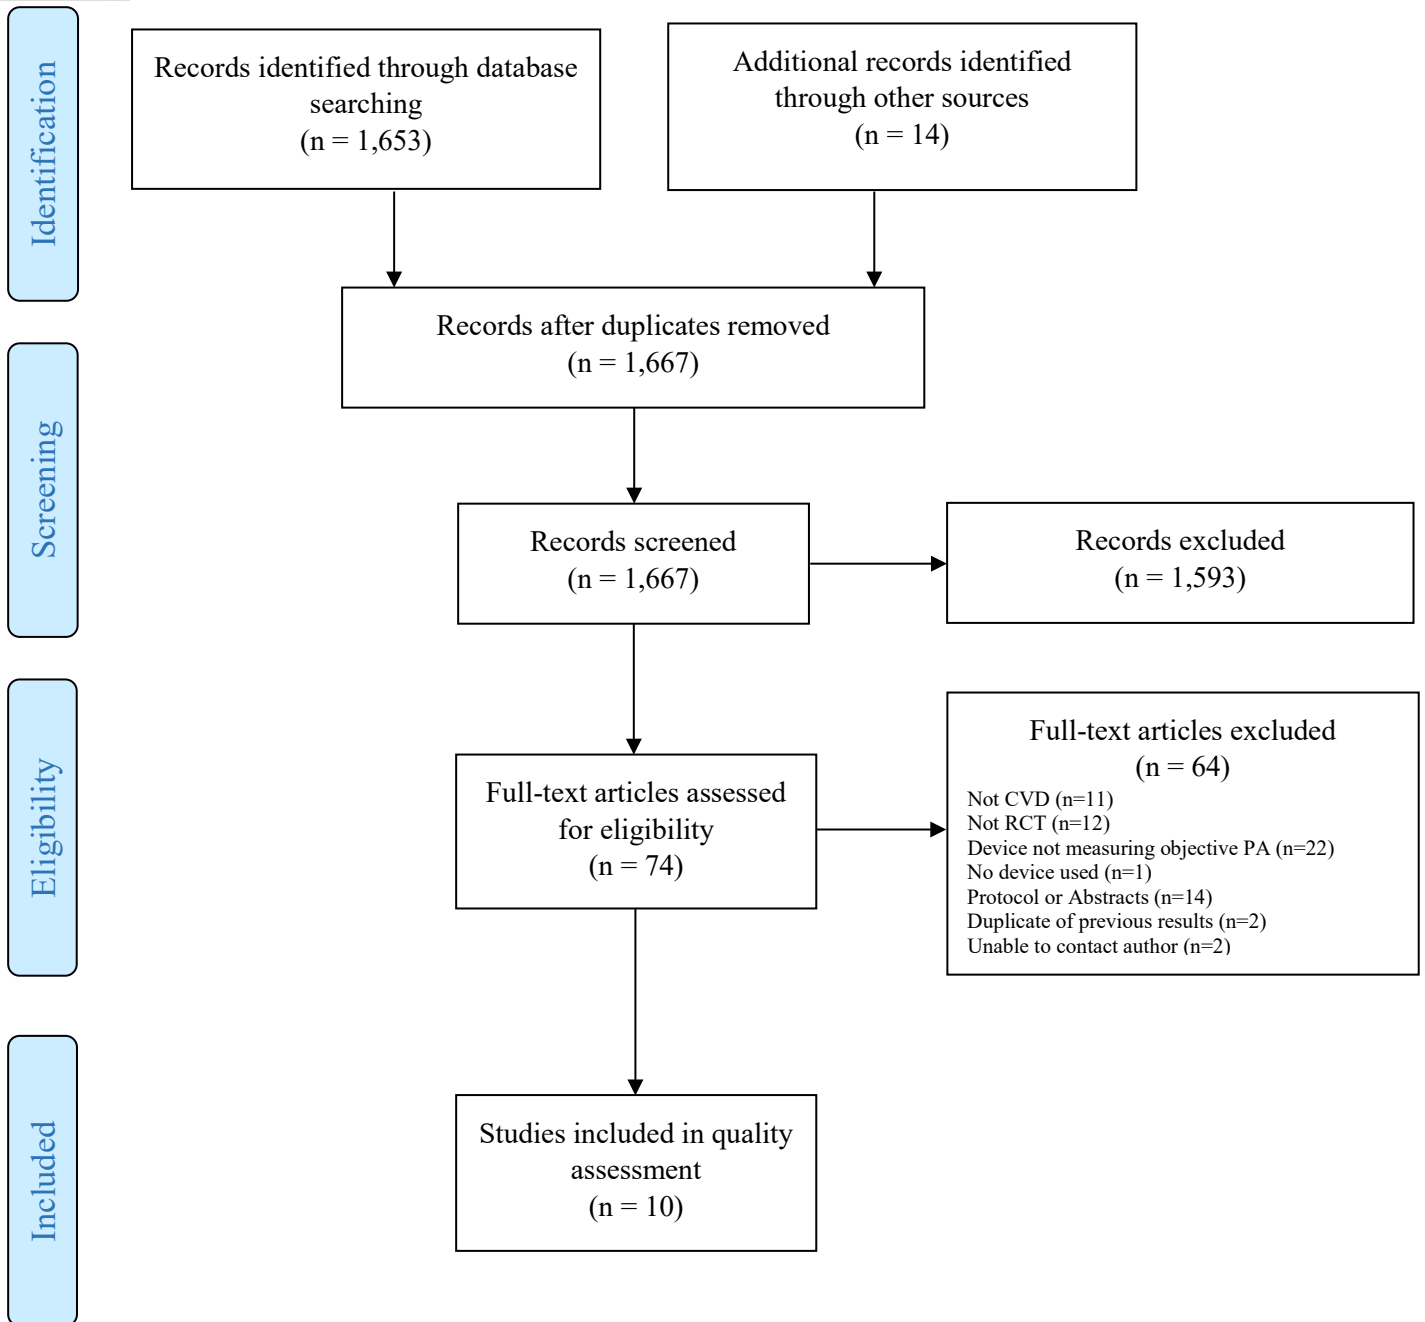 Identification
Records identified through database
searching
(n = 1,653)
Additional records identified
through other sources
(n = 14)
Records after duplicates removed
(n = 1,667)
Screening
Records screened
(n = 1,667)
Records excluded
(n = 1,593)
Eligibility
Full-text articles assessed
for eligibility
(n = 74)
Full-text articles excluded
(n = 64)
Not CVD (n=11)
Not RCT (n=12)
Device not measuring objective PA (n=22)
No device used (n=1)
Protocol or Abstracts (n=14)
Duplicate of previous results (n=2)
Unable to contact author (n=2)
Included
Studies included in quality
assessment
(n = 10)